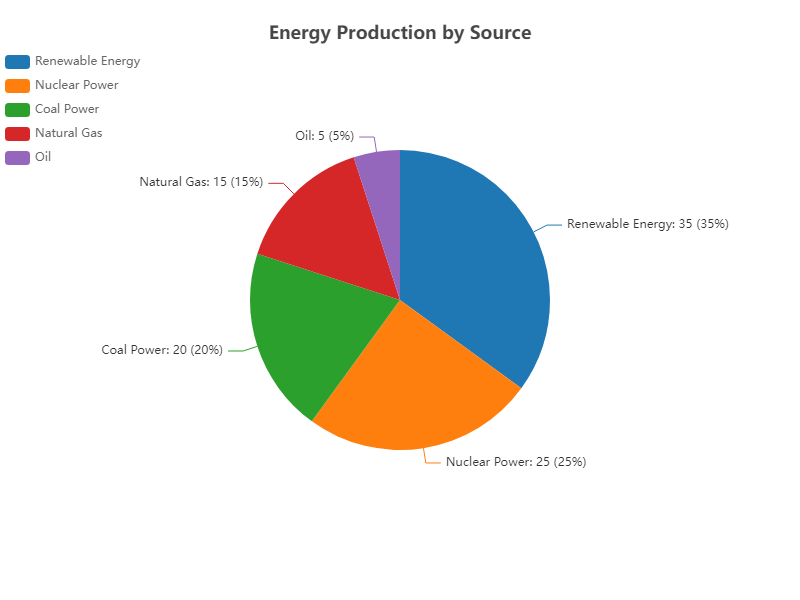 Energy Production by Source
Renewable Energy
Nuclear Power
Coal Power
Natural Gas
Oil
Oil: 5 (5%)
Natural Gas: 15 (15%)
Renewable Energy: 35 (35%)
Coal Power: 20 (20%)
Nuclear Power: 25 (25%)